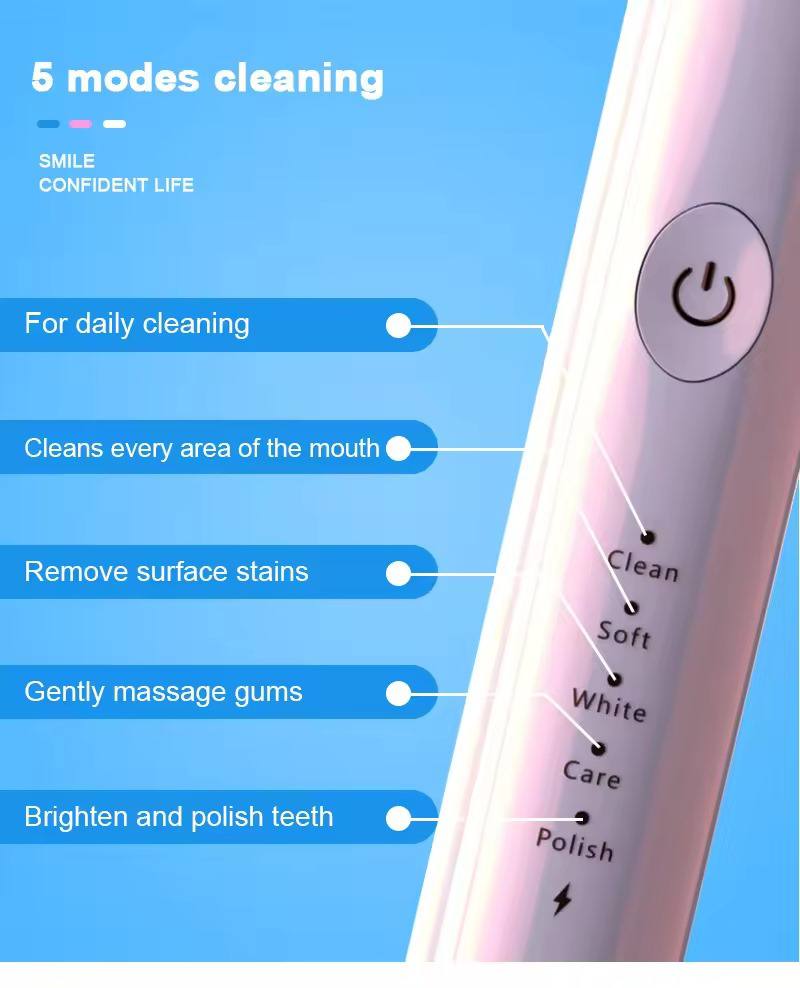 5 modes cleaning
SMILE
CONFIDENT LIFE
For daily cleaning
Cleans every area of the mouth
Remove surface stains
Gently massage gums
Brighten and polish teeth
Clean
Soft
White
Care
Polish